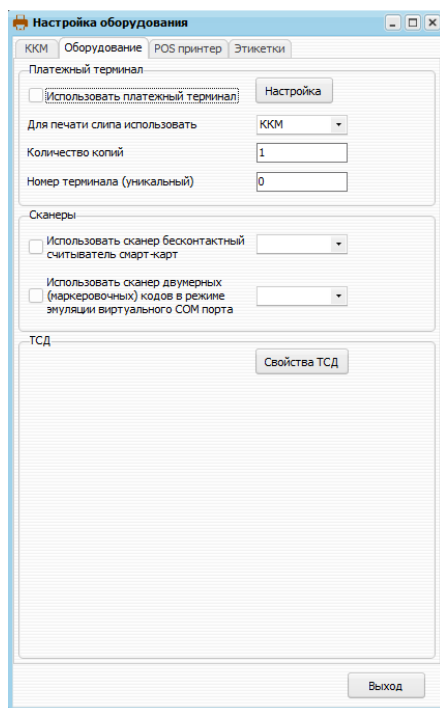 Настройка оборудования
ККМ Оборудование POS принтер Этикетки
Платежный терминал
Использовать платежный терминал Настройка
Для печати слипа использовать ККМ
Количество копий 1
Номер терминала (уникальный) 0
Сканеры
Использовать сканер бесконтактный
считыватель смарт-карт
Использовать сканер двумерных
(маркеровочных) кодов в режиме
эмуляции виртуального COM порта
ТСД
Свойства ТСД
Выход